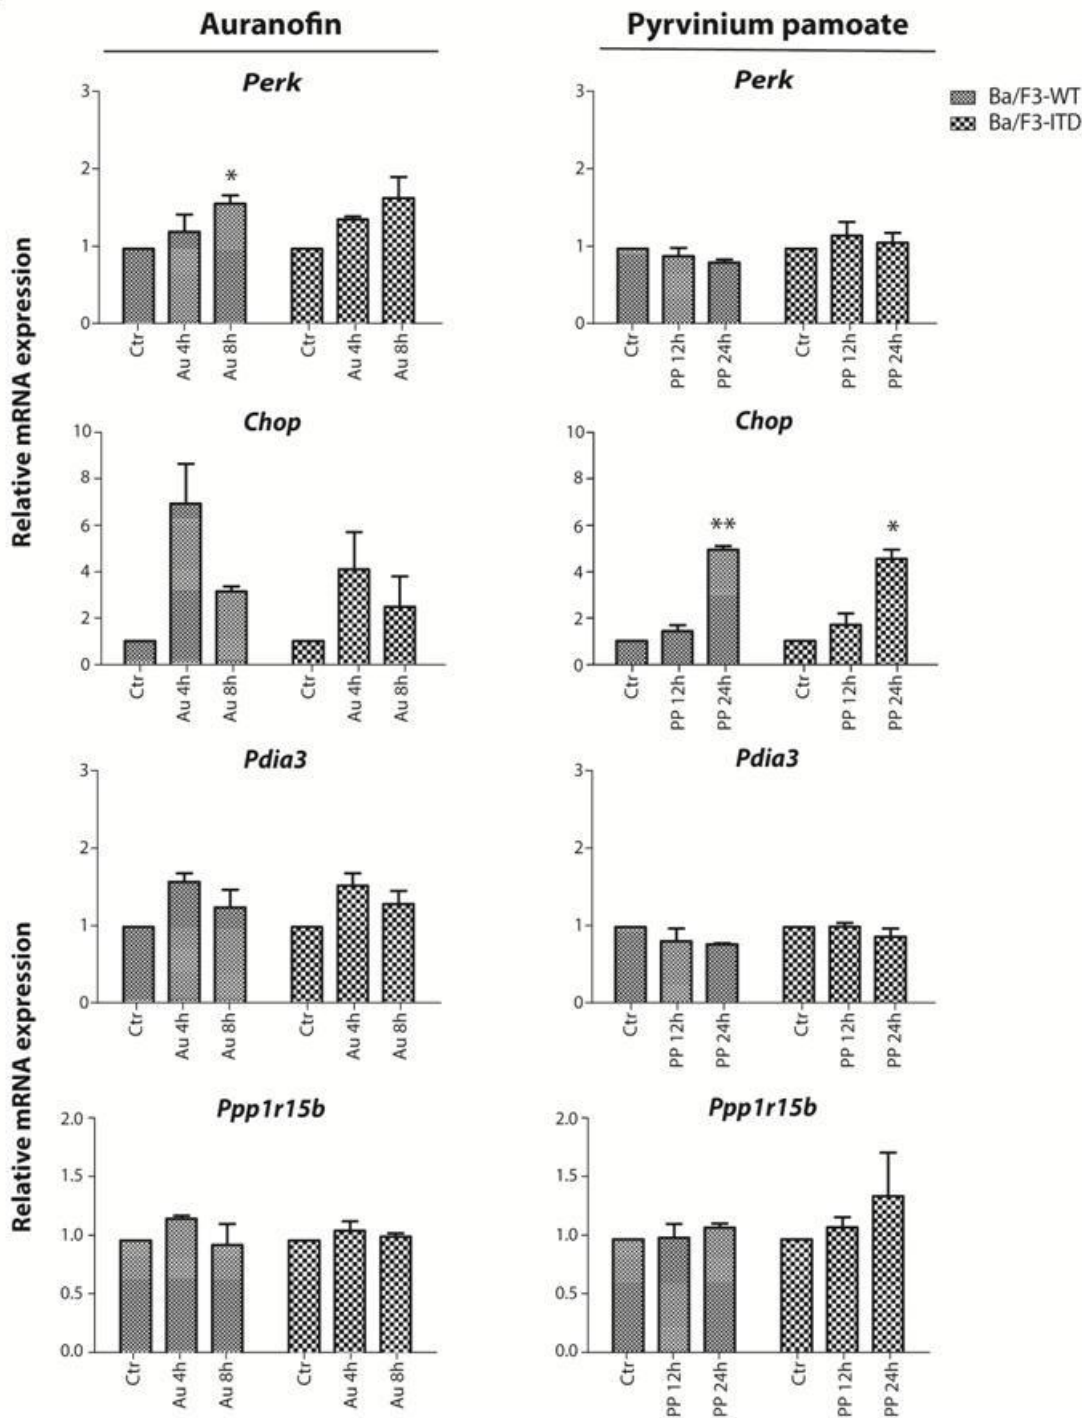 Auranofin
Pyrvinium pamoate
Perk
Perk
Ba/F3-WT
Ba/F3-ITD
Relative mRNA expression
3
2
1
0
*
Ctr
Au 4h
Au 8h
Ctr
Au 4h
Au 8h
3
2
1
0
Ctr
PP 12h
PP 24h
Ctr
PP 12h
PP 24h
Chop
10
8
6
4
2
0
Ctr
Au 4h
Au 8h
Ctr
Au 4h
Au 8h
Chop
10
8
6
4
2
0
**
*
Ctr
PP 12h
PP 24h
Ctr
PP 12h
PP 24h
Relative mRNA expression
Pdia3
3
2
1
0
Ctr
Au 4h
Au 8h
Ctr
Au 4h
Au 8h
Pdia3
3
2
1
0
Ctr
PP 12h
PP 24h
Ctr
PP 12h
PP 24h
Ppp1r15b
2.0
1.5
1.0
0.5
0.0
Ctr
Au 4h
Au 8h
Ctr
Au 4h
Au 8h
Ppp1r15b
2.0
1.5
1.0
0.5
0.0
Ctr
PP 12h
PP 24h
Ctr
PP 12h
PP 24h